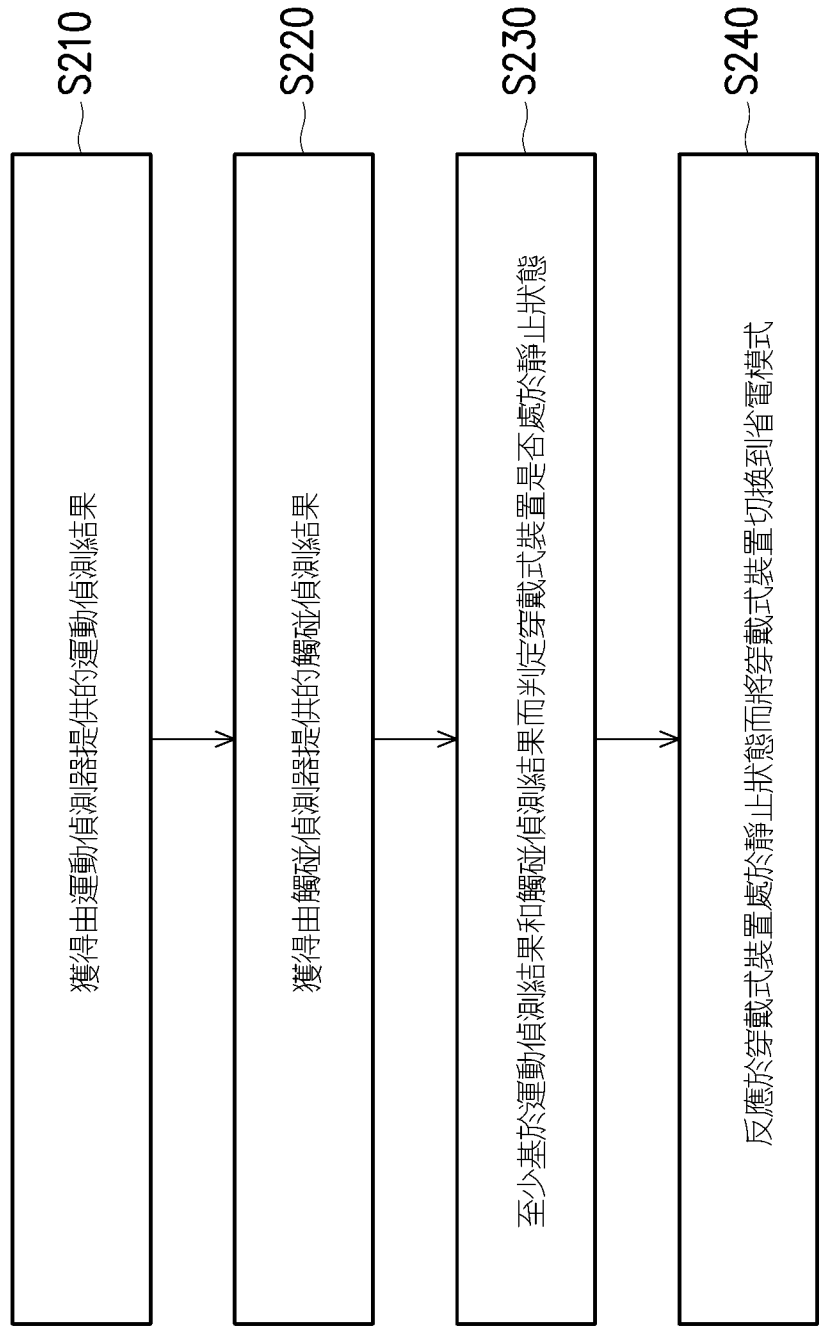 獲得由運動偵測器提供的運動偵測結果
S210
獲得由觸碰偵測器提供的觸碰偵測結果
S220
至少基於運動偵測結果和觸碰偵測結果而判定穿戴式裝置是否處於靜止狀態
S230
反應於穿戴式裝置處於靜止狀態而將穿戴式裝置切換到省電模式
S240